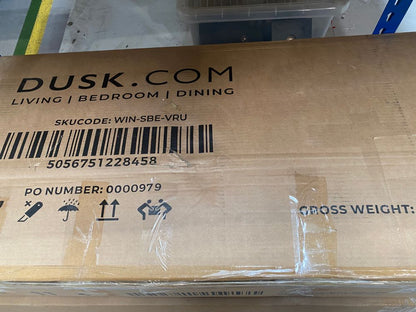 DUSK.COM
LIVING | BEDROOM | DINING
SKUCODE: WIN-SBE-VRU
5056751228458
PO NUMBER: 0000979
GROSS WEIGHT: